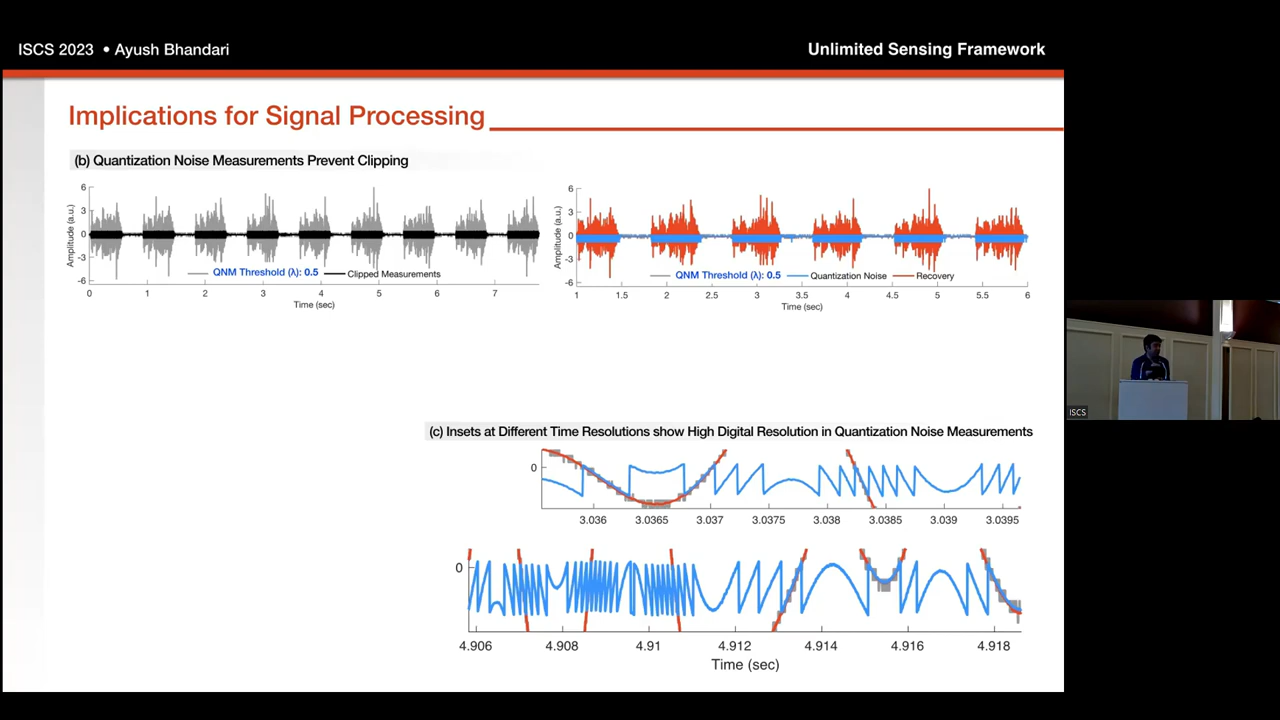 ISCS 2023 • Ayush Bhandari
Unlimited Sensing Framework
Implications for Signal Processing
(b) Quantization Noise Measurements Prevent Clipping
6
3
0
-3
-6
Amplitude (a.u.)
QNM Threshold (λ): 0.5
Clipped Measurements
0 1 2 3 4 5 6 7
Time (sec)
6
3
0
-3
-6
Amplitude (a.u.)
QNM Threshold (λ): 0.5
Quantization Noise
Recovery
1 1.5 2 2.5 3 3.5 4 4.5 5 5.5 6
Time (sec)
(c) Insets at Different Time Resolutions show High Digital Resolution in Quantization Noise Measurements
0
3.036 3.0365 3.037 3.0375 3.038 3.0385 3.039 3.0395
0
4.906 4.908 4.91 4.912 4.914 4.916 4.918
Time (sec)
ISCS